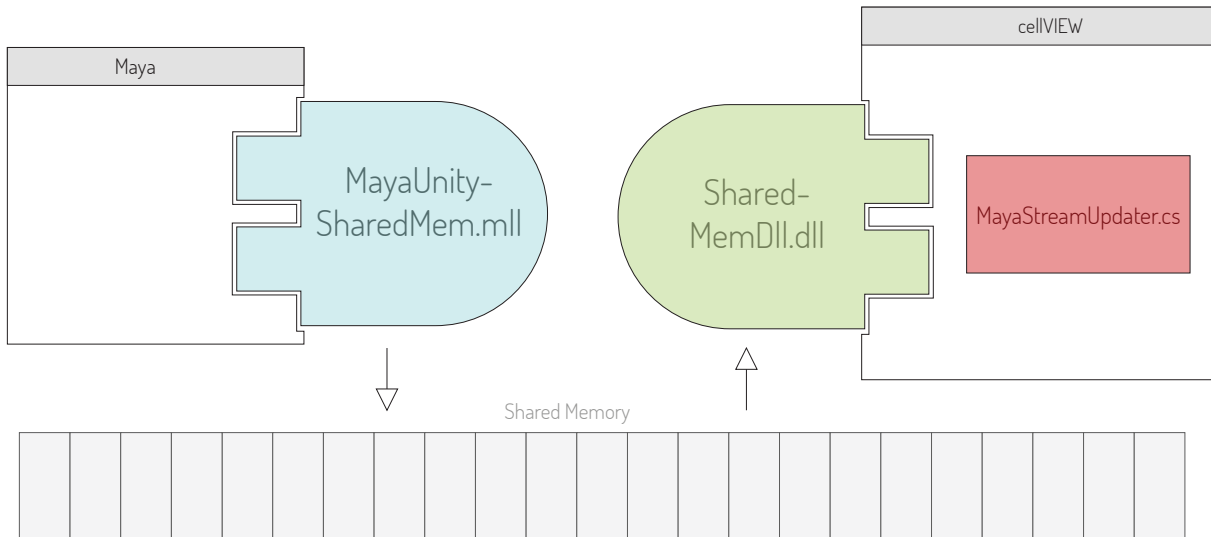 cellVIEW
Maya
MayaUnity-
SharedMem.mll
Shared-
MemDll.dll
MayaStreamUpdater.cs
Shared Memory